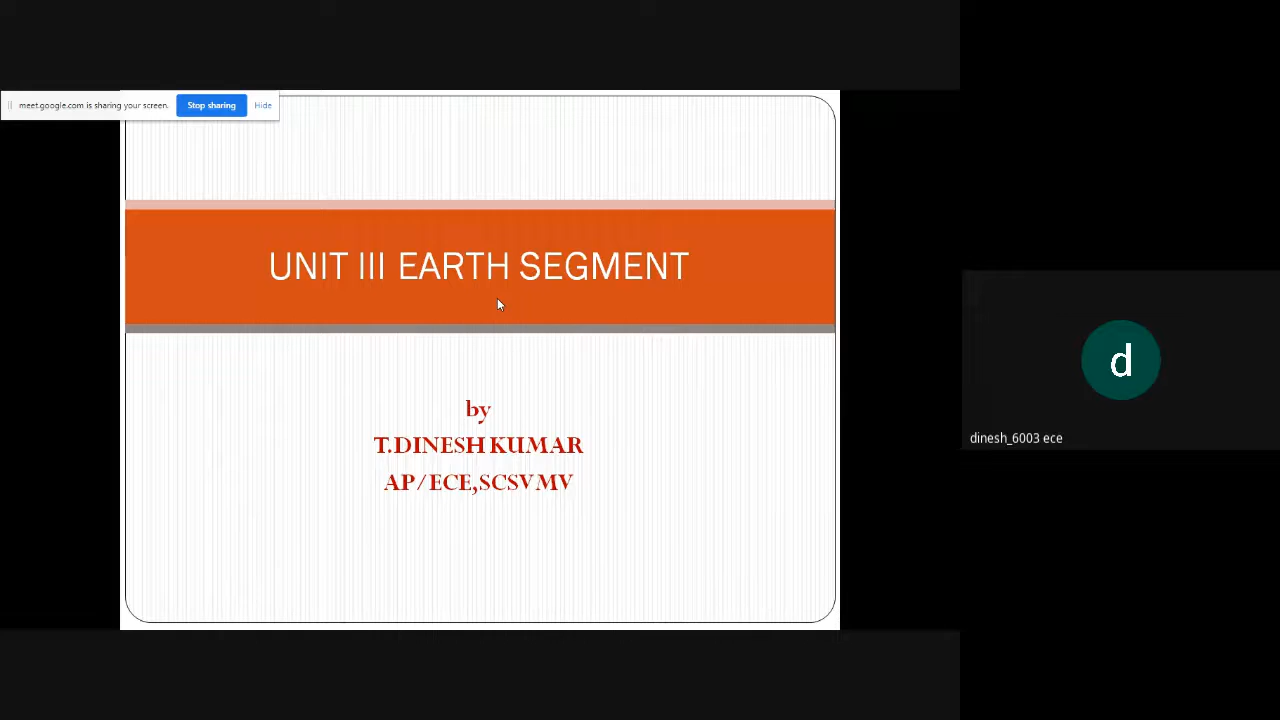 meet.google.com is sharing your screen.
Stop sharing
Hide
UNIT III EARTH SEGMENT
by
T.DINESH KUMAR
AP/ECE,SCSVMV
d
dinesh_6003 ece